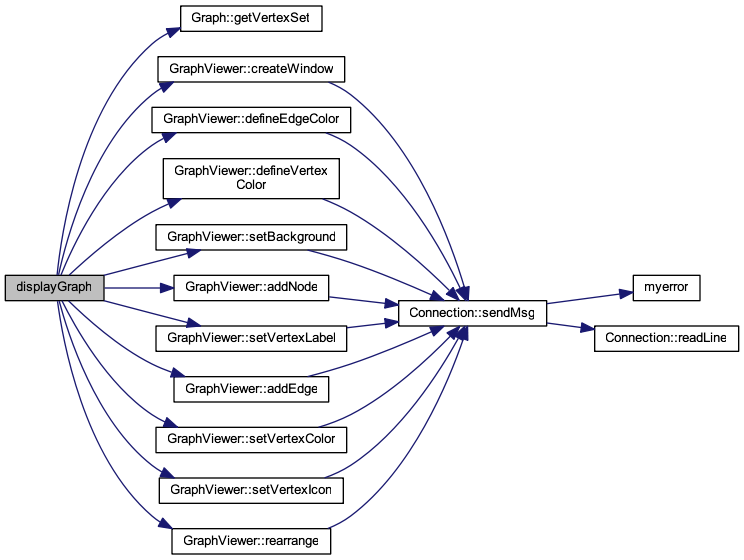 Graph::getVertexSet
GraphViewer::createWindow
GraphViewer::defineEdgeColor
GraphViewer::defineVertex
Color
GraphViewer::setBackground
displayGraph
GraphViewer::addNode
myerror
Connection::sendMsg
GraphViewer::setVertexLabel
Connection::readLine
GraphViewer::addEdge
GraphViewer::setVertexColor
GraphViewer::setVertexIcon
GraphViewer::rearrange